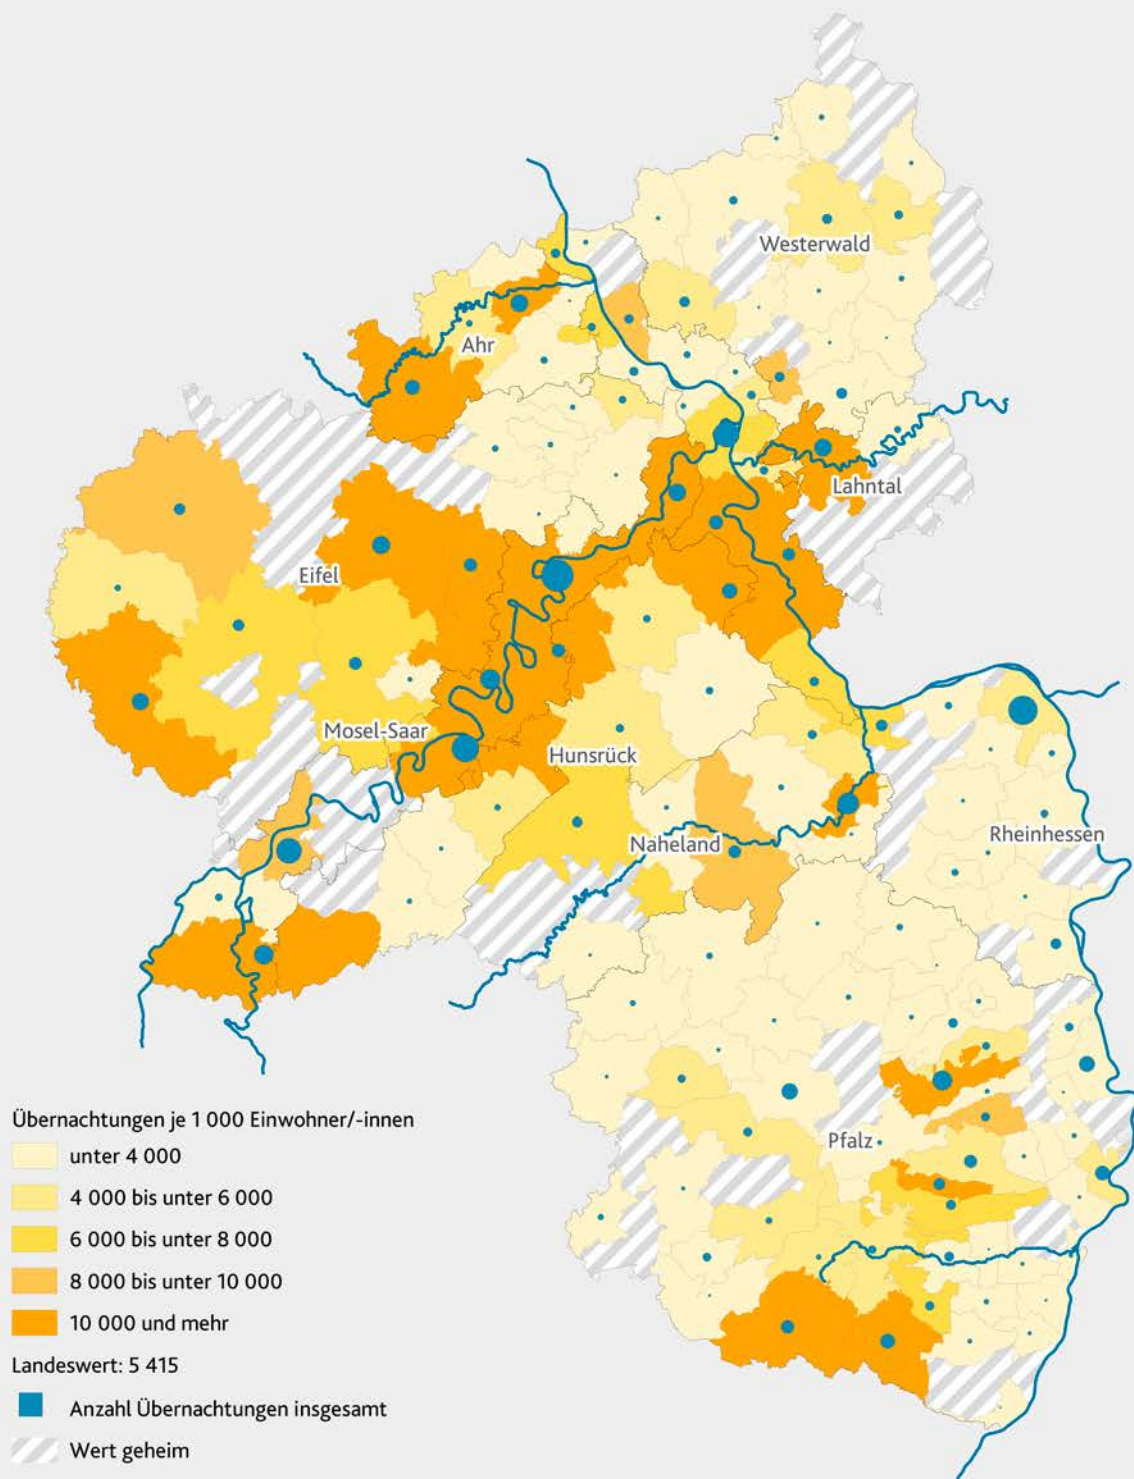 Westerwald
Ahr
Lahntal
Eifel
Mosel-Saar
Hunsrück
Naheland
Rheinhessen
Pfalz
Übernachtungen je 1 000 Einwohner/-innen
unter 4 000
4 000 bis unter 6 000
6 000 bis unter 8 000
8 000 bis unter 10 000
10 000 und mehr
Landeswert: 5 415
Anzahl Übernachtungen insgesamt
Wert geheim